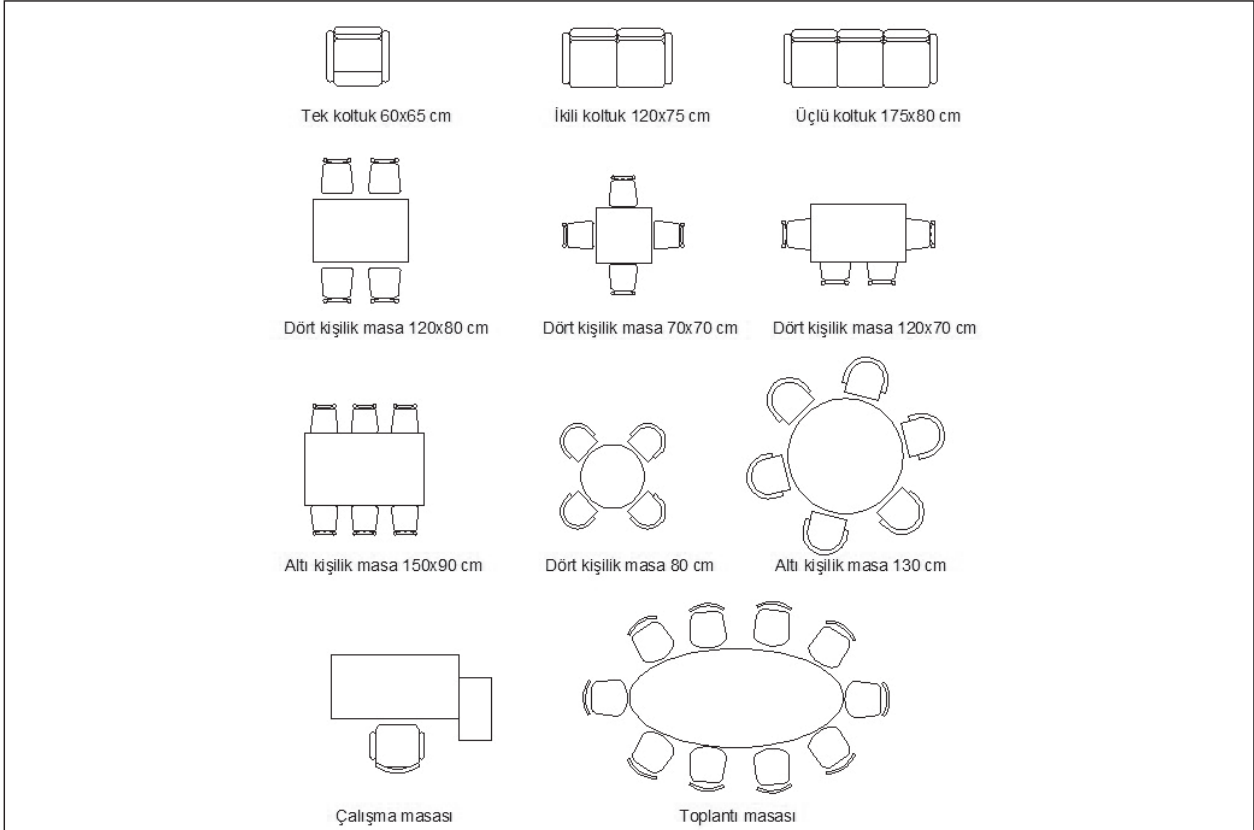 Tek koltuk 60x65 cm
İkili koltuk 120x75 cm
Üçlü koltuk 175x80 cm
Dört kişilik masa 120x80 cm
Dört kişilik masa 70x70 cm
Dört kişilik masa 120x70 cm
Altı kişilik masa 150x90 cm
Dört kişilik masa 80 cm
Altı kişilik masa 130 cm
Çalışma masası
Toplantı masası